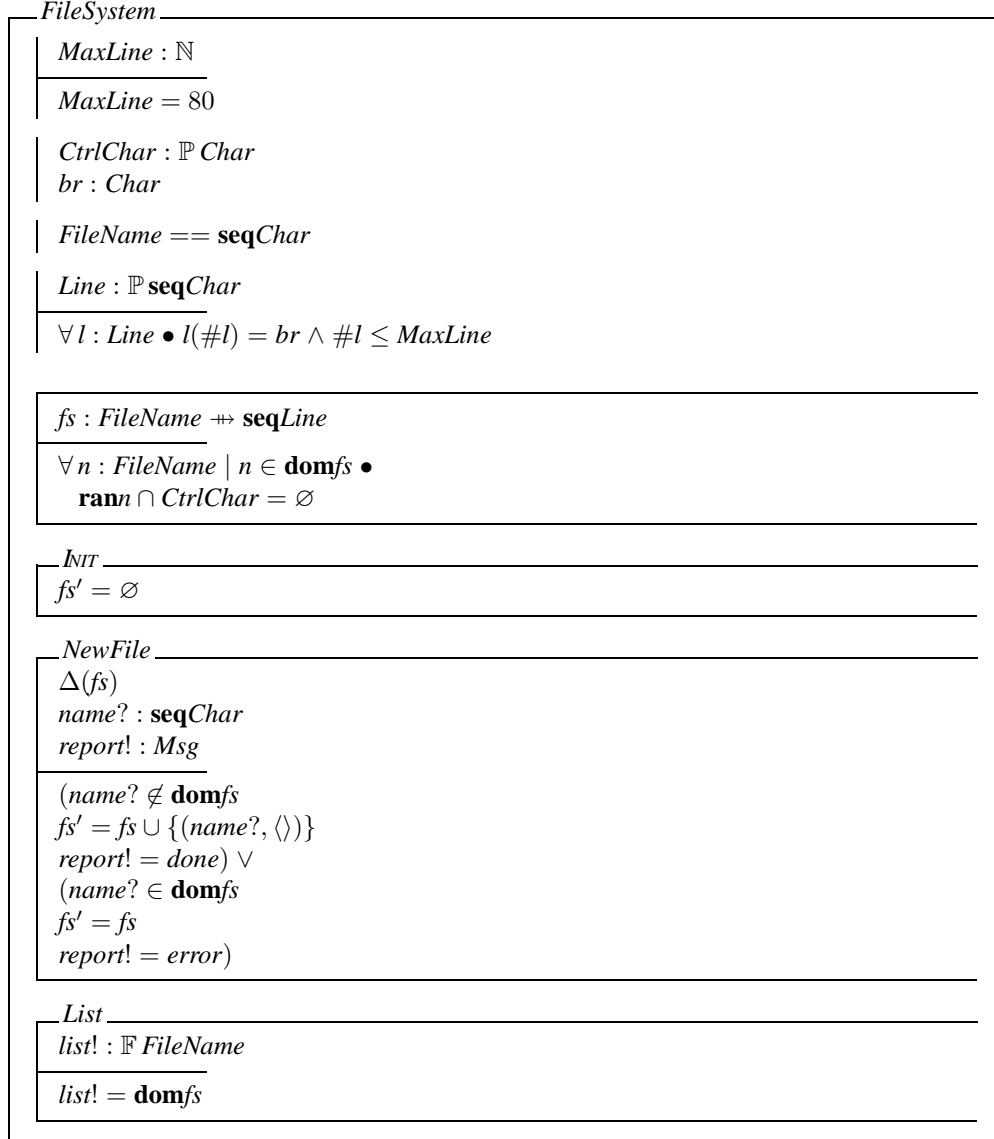 FileSystem
MaxLine : ℕ
MaxLine = 80
CtrlChar : ℙ Char
br : Char
FileName == seqChar
Line : ℙ seqChar
∀ l : Line • l(#l) = br ∧ #l ≤ MaxLine
fs : FileName ⇻ seqLine
∀ n : FileName | n ∈ domfs •
rann ∩ CtrlChar = ∅
INIT
fs′ = ∅
NewFile
Δ(fs)
name? : seqChar
report! : Msg
(name? ∉ domfs
fs′ = fs ∪ {(name?, ⟨⟩)}
report! = done) ∨
(name? ∈ domfs
fs′ = fs
report! = error)
List
list! : 𝔽 FileName
list! = domfs